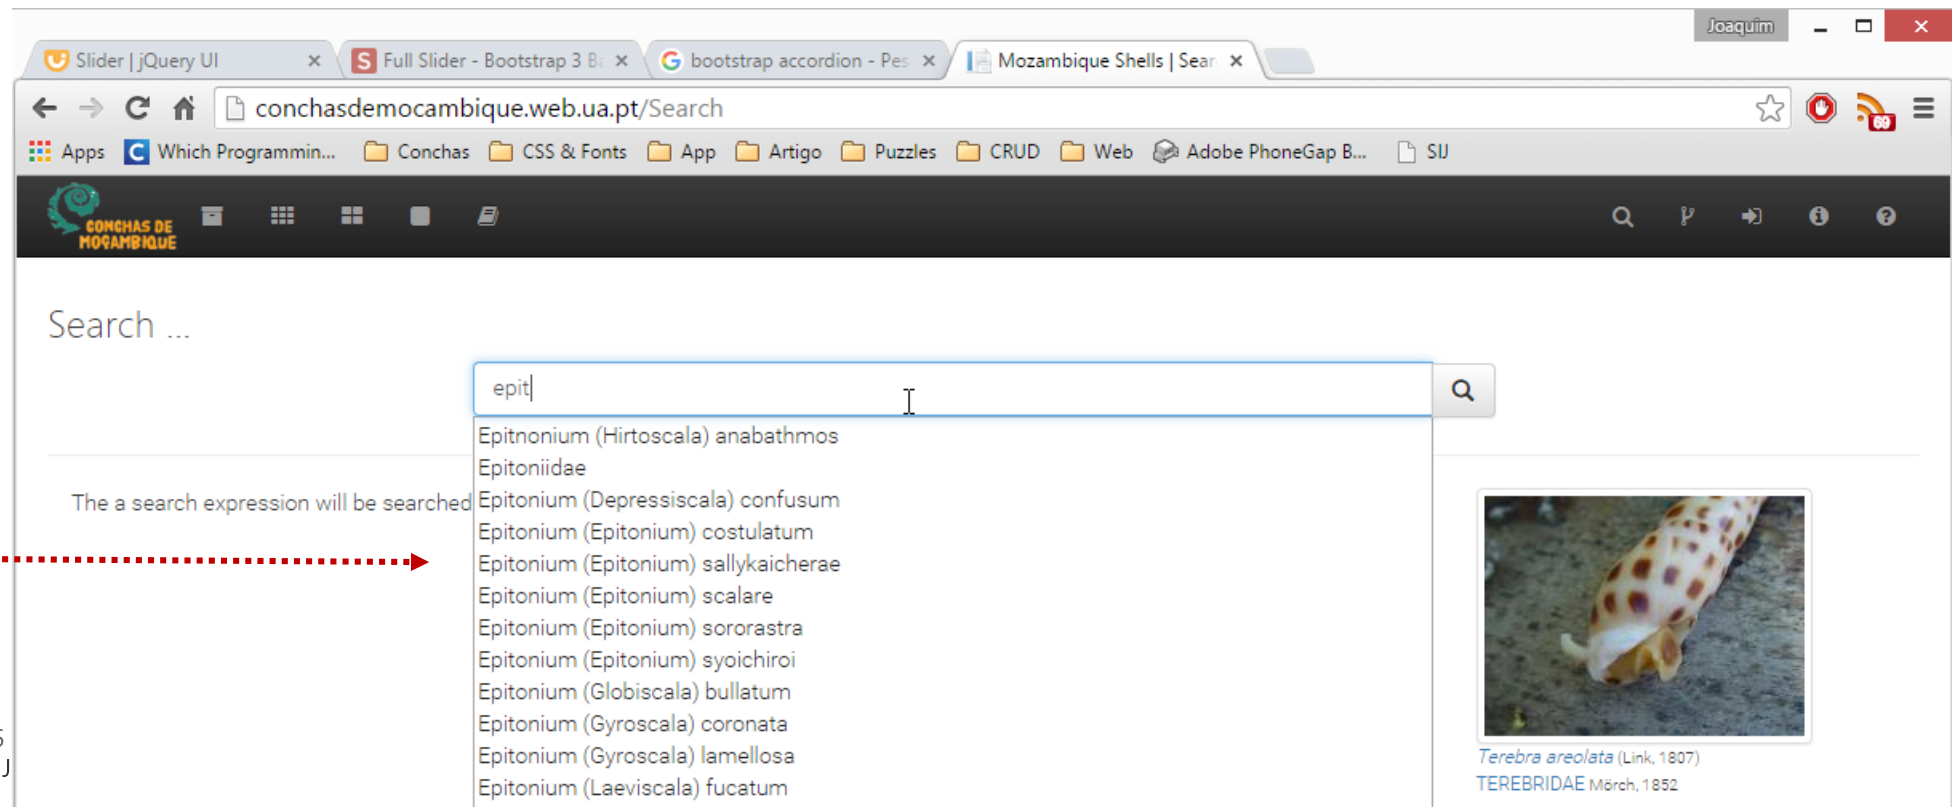 Joaquim
Slider | jQuery UI
Full Slider - Bootstrap 3 Ba
bootstrap accordion - Pes
Mozambique Shells | Sear
conchasdemocambique.web.ua.pt/Search
69
Apps
Which Programmin...
Conchas
CSS & Fonts
App
Artigo
Puzzles
CRUD
Web
Adobe PhoneGap B...
SIJ
CONCHAS DE
MOÇAMBIQUE
Search ...
epit
Epitnonium (Hirtoscala) anabathmos
Epitoniidae
The a search expression will be searched
Epitonium (Depressiscala) confusum
Epitonium (Epitonium) costulatum
Epitonium (Epitonium) sallykaicherae
Epitonium (Epitonium) scalare
Epitonium (Epitonium) sororastra
Epitonium (Epitonium) syoichiroi
Epitonium (Globiscala) bullatum
Epitonium (Gyroscala) coronata
Epitonium (Gyroscala) lamellosa
Epitonium (Laeviscala) fucatum
Terebra areolata (Link, 1807)
TEREBRIDAE Mörch, 1852
J